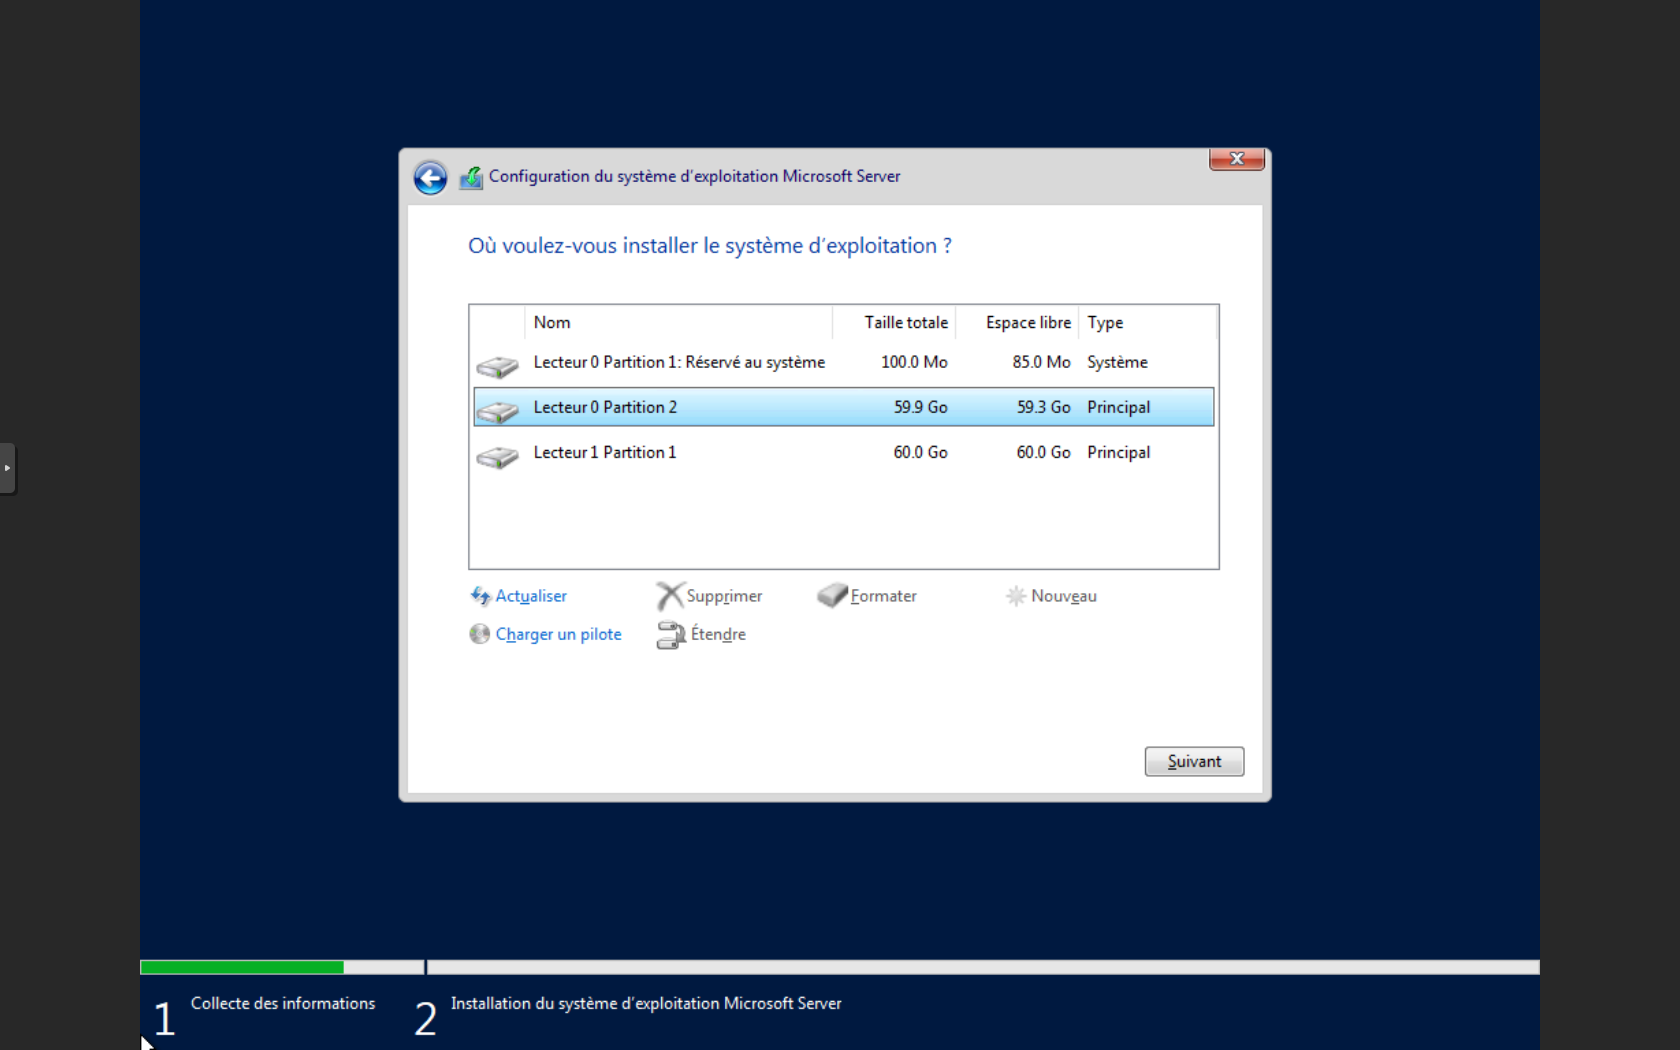 Configuration du système d'exploitation Microsoft Server
Où voulez-vous installer le système d'exploitation ?
Nom Taille totale Espace libre Type
Lecteur 0 Partition 1: Réservé au système 100.0 Mo 85.0 Mo Système
Lecteur 0 Partition 2 59.9 Go 59.3 Go Principal
Lecteur 1 Partition 1 60.0 Go 60.0 Go Principal
Actualiser Supprimer Formater Nouveau
Charger un pilote Étendre
Suivant
1 Collecte des informations 2 Installation du système d'exploitation Microsoft Server